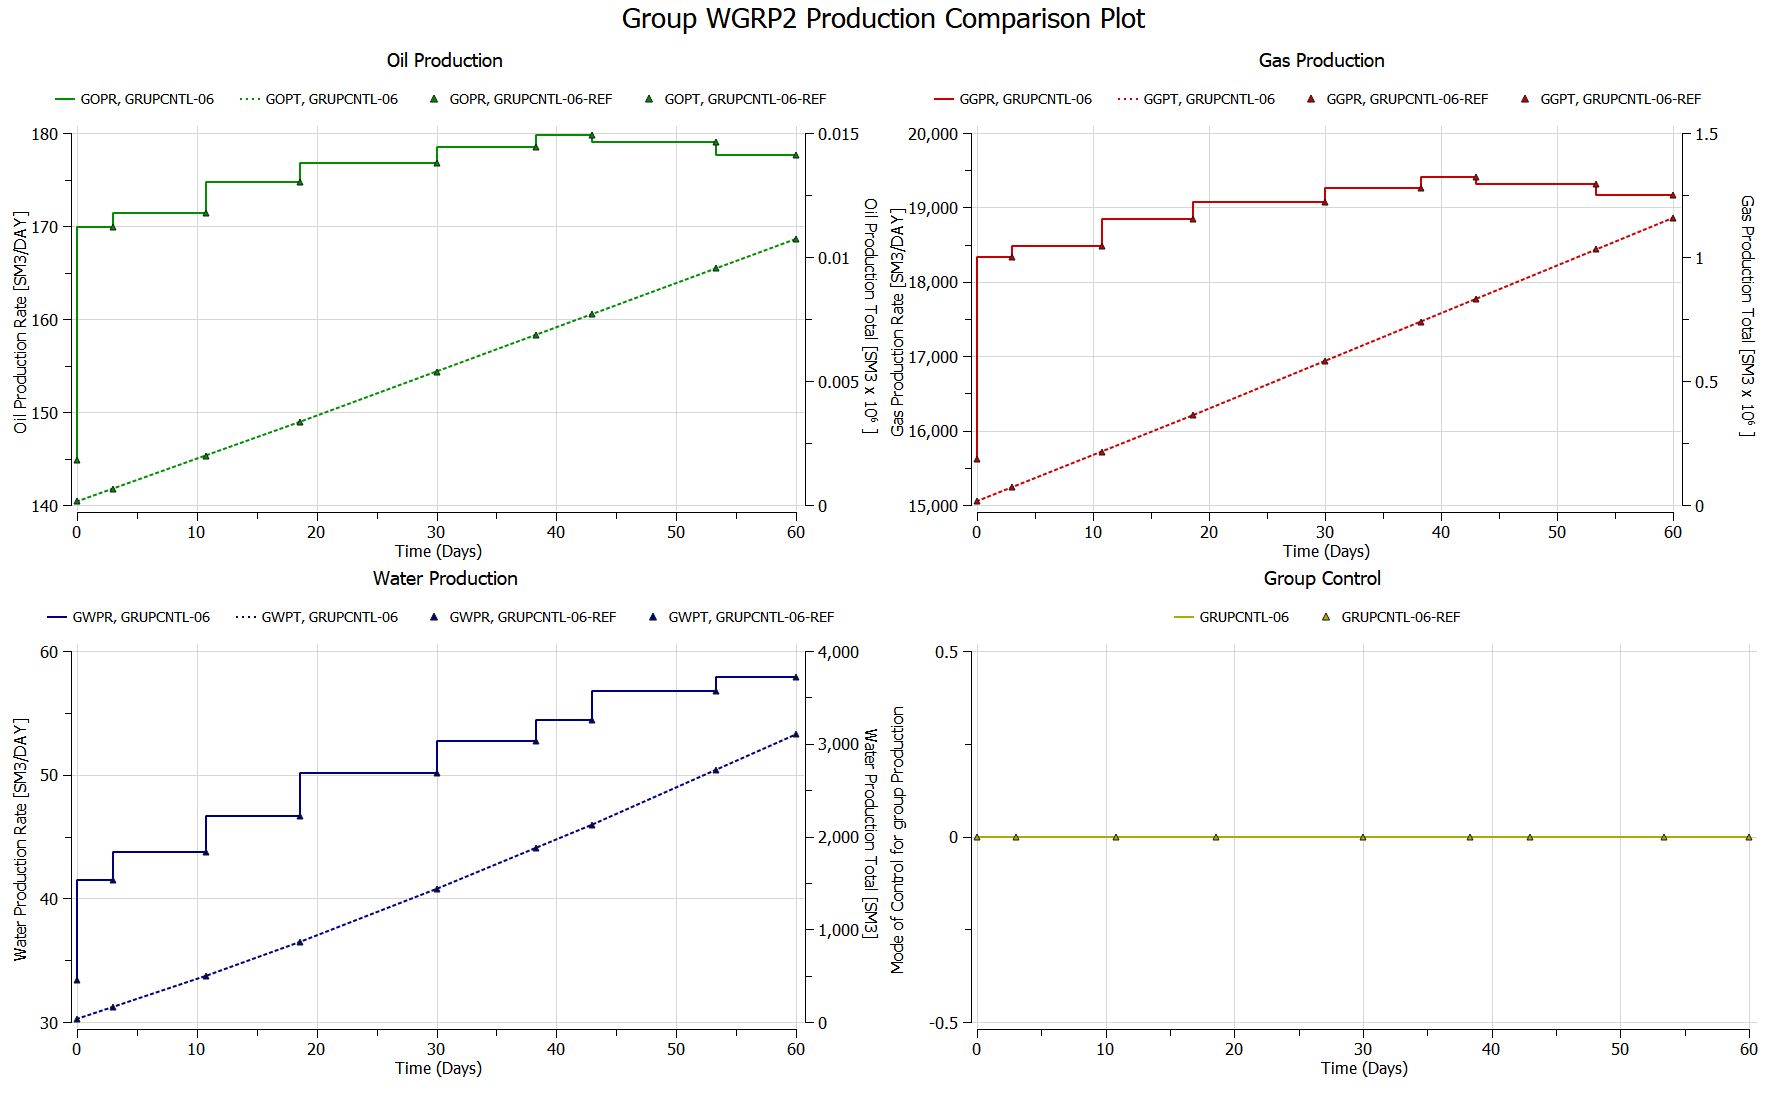 Group WGRP2 Production Comparison Plot
Oil Production
GOPR, GRUPCNTL-06
GOPT, GRUPCNTL-06
GOPR, GRUPCNTL-06-REF
GOPT, GRUPCNTL-06-REF
Oil Production Rate [SM3/DAY]
180
170
160
150
140
Oil Production Total [SM3 x 10⁶ ]
0.015
0.01
0.005
0
0 10 20 30 40 50 60
Time (Days)
Gas Production
GGPR, GRUPCNTL-06
GGPT, GRUPCNTL-06
GGPR, GRUPCNTL-06-REF
GGPT, GRUPCNTL-06-REF
Gas Production Rate [SM3/DAY]
20,000
19,000
18,000
17,000
16,000
15,000
Gas Production Total [SM3 x 10⁶ ]
1.5
1
0.5
0
0 10 20 30 40 50 60
Time (Days)
Water Production
GWPR, GRUPCNTL-06
GWPT, GRUPCNTL-06
GWPR, GRUPCNTL-06-REF
GWPT, GRUPCNTL-06-REF
Water Production Rate [SM3/DAY]
60
50
40
30
Water Production Total [SM3]
4,000
3,000
2,000
1,000
0
0 10 20 30 40 50 60
Time (Days)
Group Control
GRUPCNTL-06
GRUPCNTL-06-REF
Mode of Control for group Production
0.5
0
-0.5
0 10 20 30 40 50 60
Time (Days)